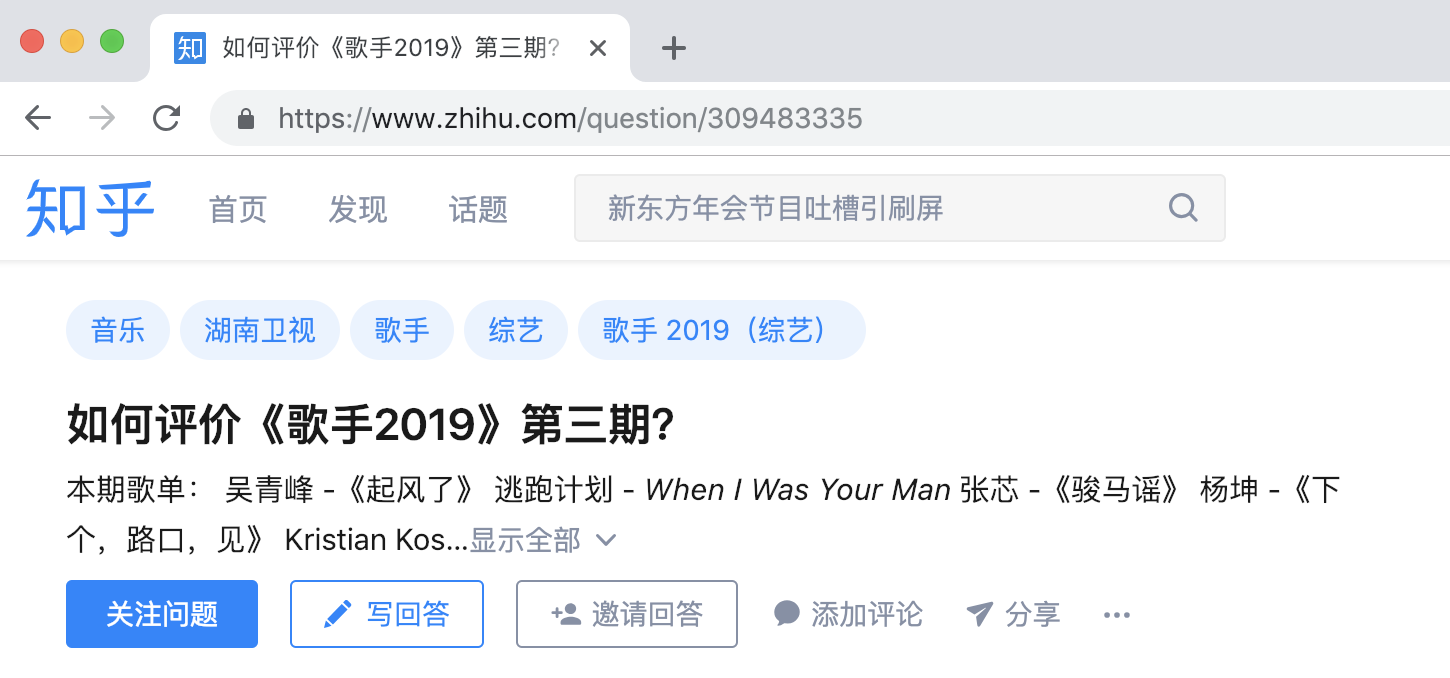 知 如何评价《歌手2019》第三期?
https://www.zhihu.com/question/309483335
知乎 首页 发现 话题 新东方年会节目吐槽引刷屏
音乐 湖南卫视 歌手 综艺 歌手 2019（综艺）
如何评价《歌手2019》第三期?
本期歌单： 吴青峰 -《起风了》 逃跑计划 - When I Was Your Man 张芯 -《骏马谣》 杨坤 -《下
个，路口，见》 Kristian Kos...显示全部
关注问题 写回答 邀请回答 添加评论 分享 ...